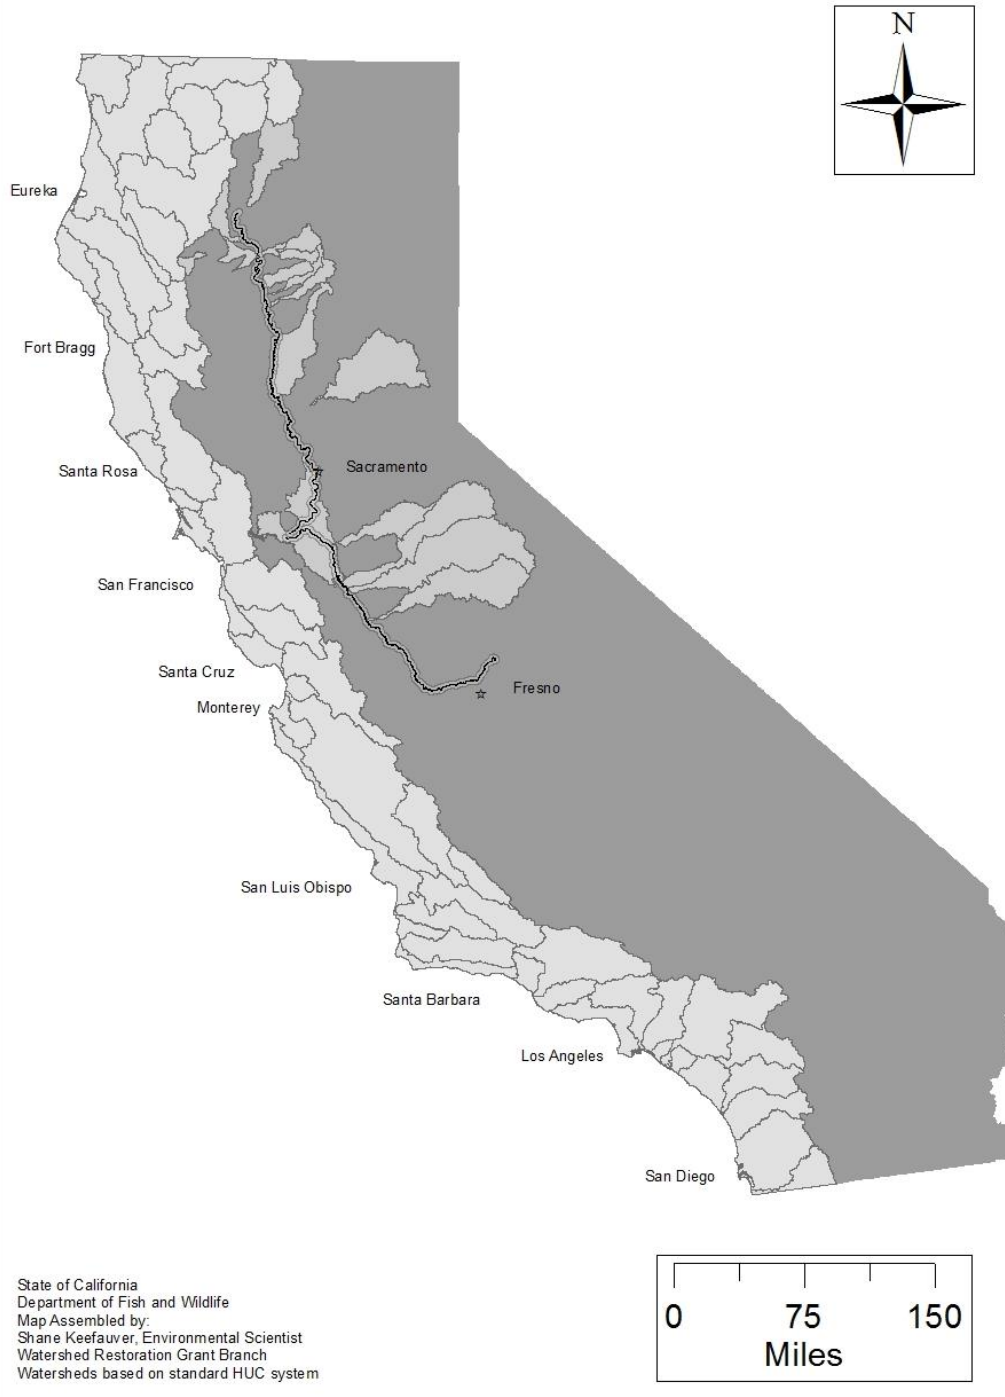 N
Eureka
Fort Bragg
Santa Rosa
Sacramento
San Francisco
Santa Cruz
Fresno
Monterey
San Luis Obispo
Santa Barbara
Los Angeles
San Diego
State of California
Department of Fish and Wildlife
Map Assembled by:
Shane Keefauver, Environmental Scientist
Watershed Restoration Grant Branch
Watersheds based on standard HUC system
0 75 150
Miles